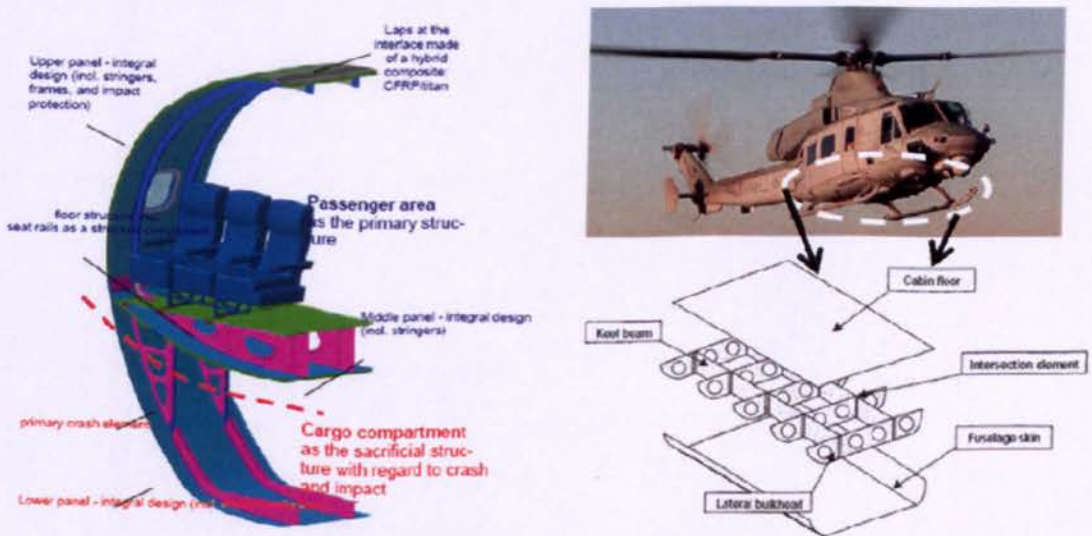 Laps at the
interface made
of a hybrid
composite:
CFRP/titan
Upper panel - integral
design (incl. stringers,
frames, and impact
protection)
Passenger area
as the primary struc-
ture
floor
seat rails as a
Middle panel - integral design
(incl. stringers)
primary crash element
Cargo compartment
as the sacrificial struc-
ture with regard to crash
and impact
Lower panel - integral design
Cabin floor
Keel beam
Intersection element
Fuselage skin
Lateral bulkhead